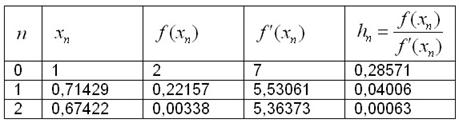 n x_n f(x_n) f'(x_n) h_n = f(x_n) / f'(x_n)
0 1 2 7 0,28571
1 0,71429 0,22157 5,53061 0,04006
2 0,67422 0,00338 5,36373 0,00063